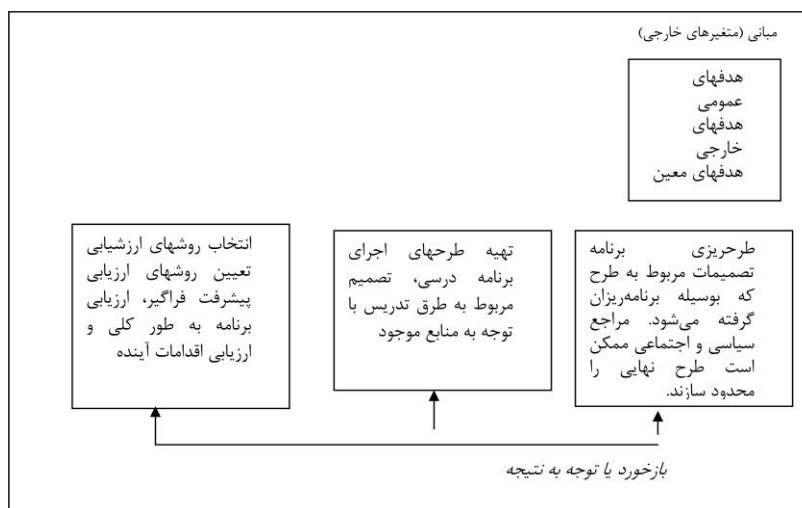 مبانی (متغیرهای خارجی)
هدفهای
عمومی
هدفهای
خارجی
هدفهای معین
طرحریزی برنامه
تصمیمات مربوط به طرح
که بوسیله برنامه‌ریزان
گرفته می‌شود. مراجع
سیاسی و اجتماعی ممکن
است طرح نهایی را
محدود سازند.
تهیه طرحهای اجرای
برنامه درسی، تصمیم
مربوط به طرق تدریس با
توجه به منابع موجود
انتخاب روشهای ارزشیابی
تعیین روشهای ارزیابی
پیشرفت فراگیر، ارزیابی
برنامه به طور کلی و
ارزیابی اقدامات آینده
بازخورد یا توجه به نتیجه